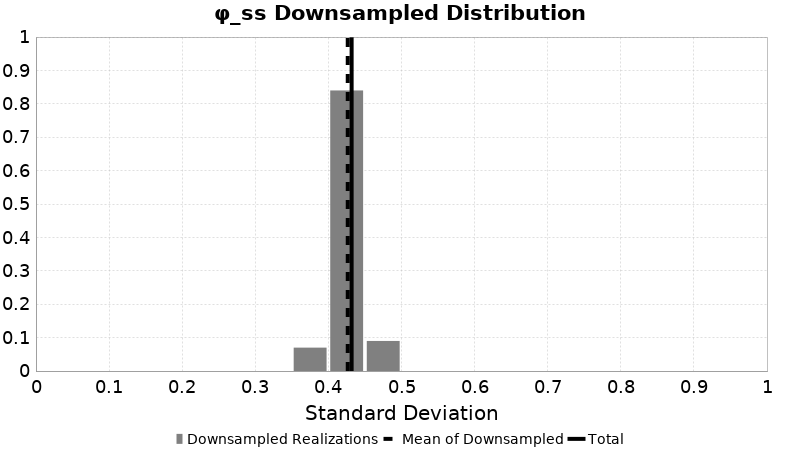 φ_ss Downsampled Distribution
1
0.9
0.8
0.7
0.6
0.5
0.4
0.3
0.2
0.1
0
0 0.1 0.2 0.3 0.4 0.5 0.6 0.7 0.8 0.9 1
Standard Deviation
Downsampled Realizations Mean of Downsampled Total